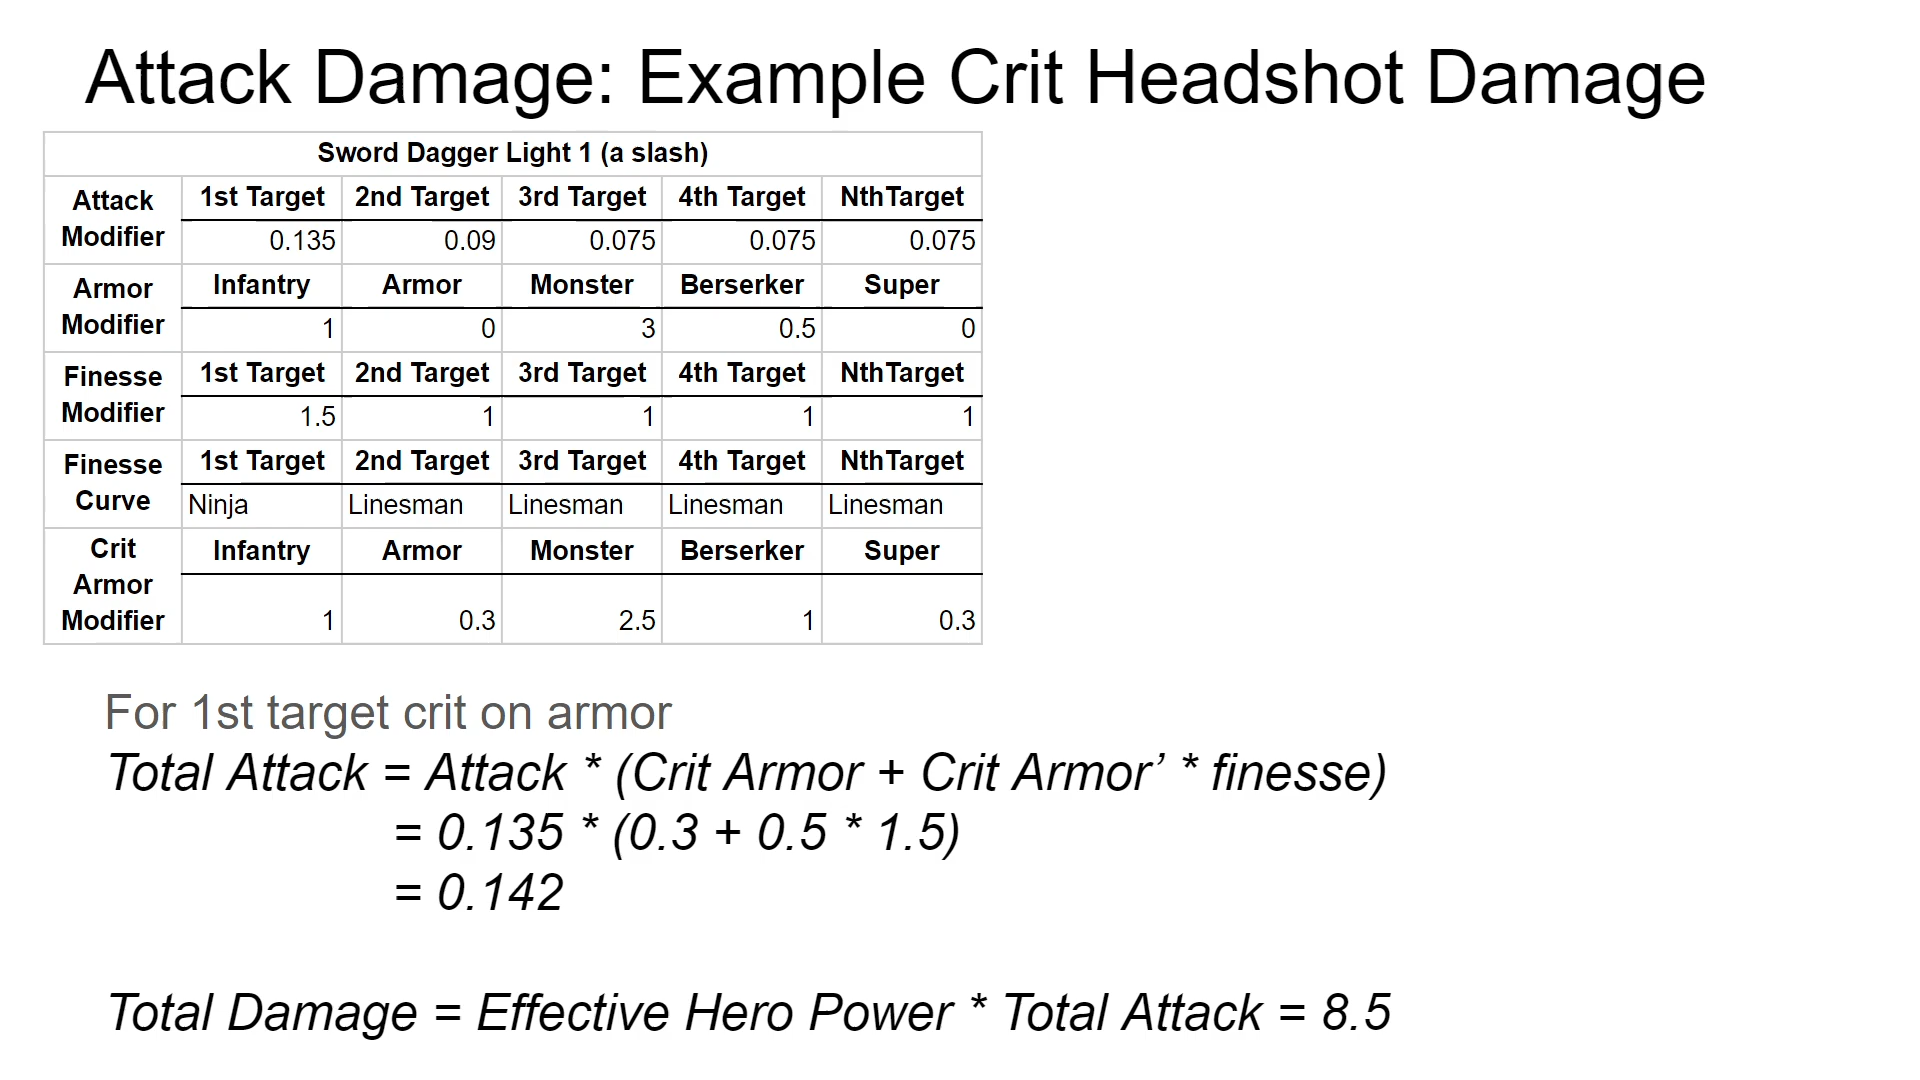 Attack Damage: Example Crit Headshot Damage
Sword Dagger Light 1 (a slash)
Attack Modifier 1st Target 2nd Target 3rd Target 4th Target NthTarget
0.135 0.09 0.075 0.075 0.075
Armor Modifier Infantry Armor Monster Berserker Super
1 0 3 0.5 0
Finesse Modifier 1st Target 2nd Target 3rd Target 4th Target NthTarget
1.5 1 1 1 1
Finesse Curve 1st Target 2nd Target 3rd Target 4th Target NthTarget
Ninja Linesman Linesman Linesman Linesman
Crit Armor Modifier Infantry Armor Monster Berserker Super
1 0.3 2.5 1 0.3
For 1st target crit on armor
Total Attack = Attack * (Crit Armor + Crit Armor’ * finesse)
= 0.135 * (0.3 + 0.5 * 1.5)
= 0.142
Total Damage = Effective Hero Power * Total Attack = 8.5